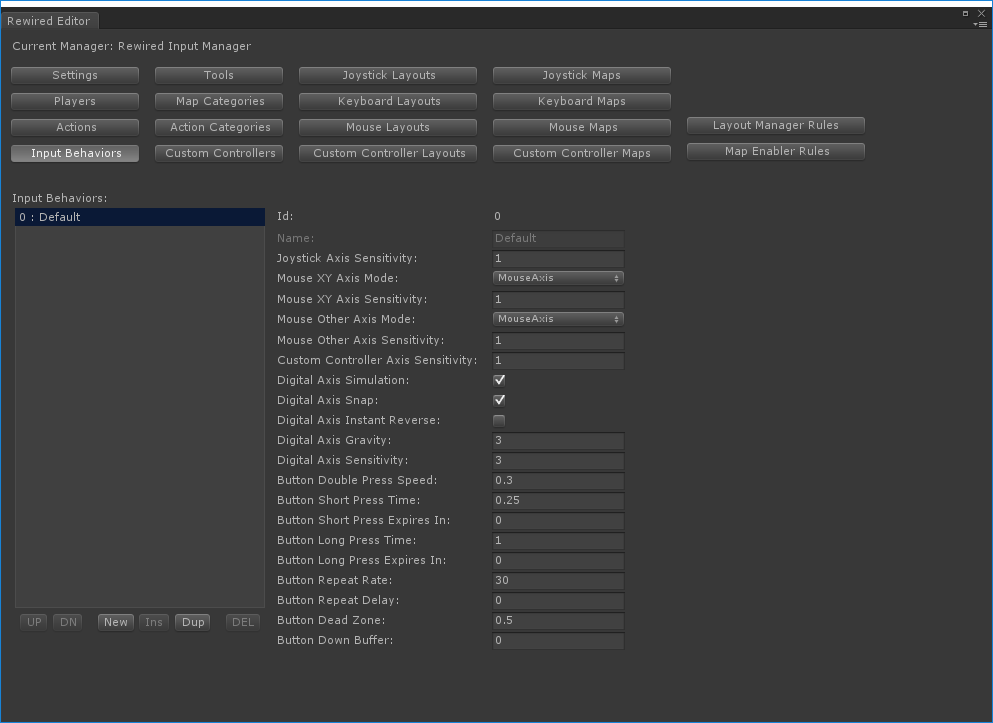 Rewired Editor
Current Manager: Rewired Input Manager
Settings Tools Joystick Layouts Joystick Maps
Players Map Categories Keyboard Layouts Keyboard Maps
Actions Action Categories Mouse Layouts Mouse Maps Layout Manager Rules
Input Behaviors Custom Controllers Custom Controller Layouts Custom Controller Maps Map Enabler Rules
Input Behaviors:
0 : Default
Id: 0
Name: Default
Joystick Axis Sensitivity: 1
Mouse XY Axis Mode: MouseAxis
Mouse XY Axis Sensitivity: 1
Mouse Other Axis Mode: MouseAxis
Mouse Other Axis Sensitivity: 1
Custom Controller Axis Sensitivity: 1
Digital Axis Simulation:
Digital Axis Snap:
Digital Axis Instant Reverse:
Digital Axis Gravity: 3
Digital Axis Sensitivity: 3
Button Double Press Speed: 0.3
Button Short Press Time: 0.25
Button Short Press Expires In: 0
Button Long Press Time: 1
Button Long Press Expires In: 0
Button Repeat Rate: 30
Button Repeat Delay: 0
Button Dead Zone: 0.5
Button Down Buffer: 0
UP DN New Ins Dup DEL